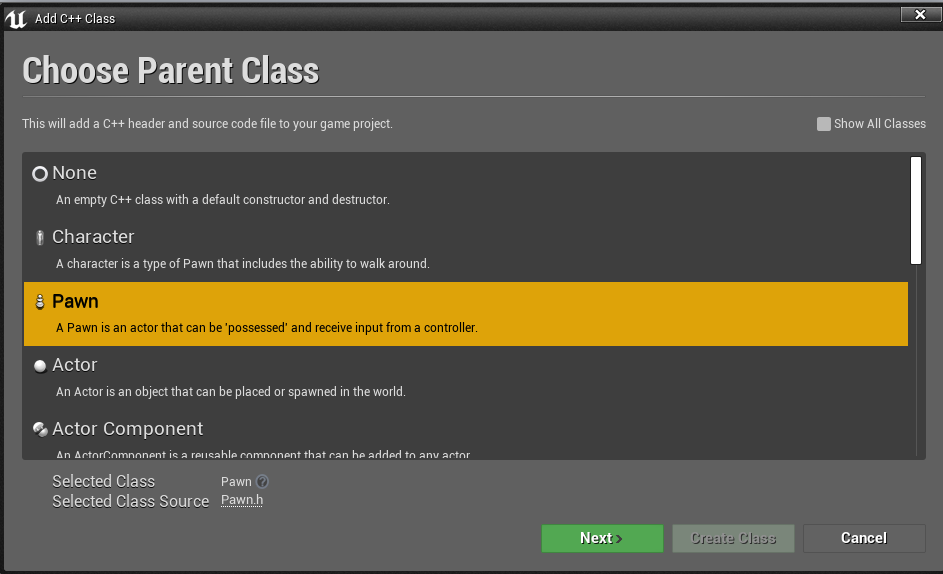 Add C++ Class
Choose Parent Class
This will add a C++ header and source code file to your game project.
Show All Classes
None
An empty C++ class with a default constructor and destructor.
Character
A character is a type of Pawn that includes the ability to walk around.
Pawn
A Pawn is an actor that can be 'possessed' and receive input from a controller.
Actor
An Actor is an object that can be placed or spawned in the world.
Actor Component
An ActorComponent is a reusable component that can be added to any actor.
Selected Class Pawn ?
Selected Class Source Pawn.h
Next >
Create Class
Cancel